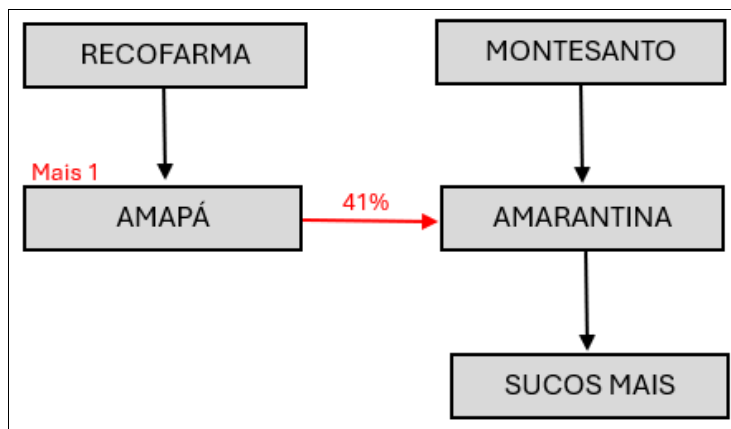 RECOFARMA
MONTESANTO
Mais 1
AMAPÁ
41%
AMARANTINA
SUCOS MAIS